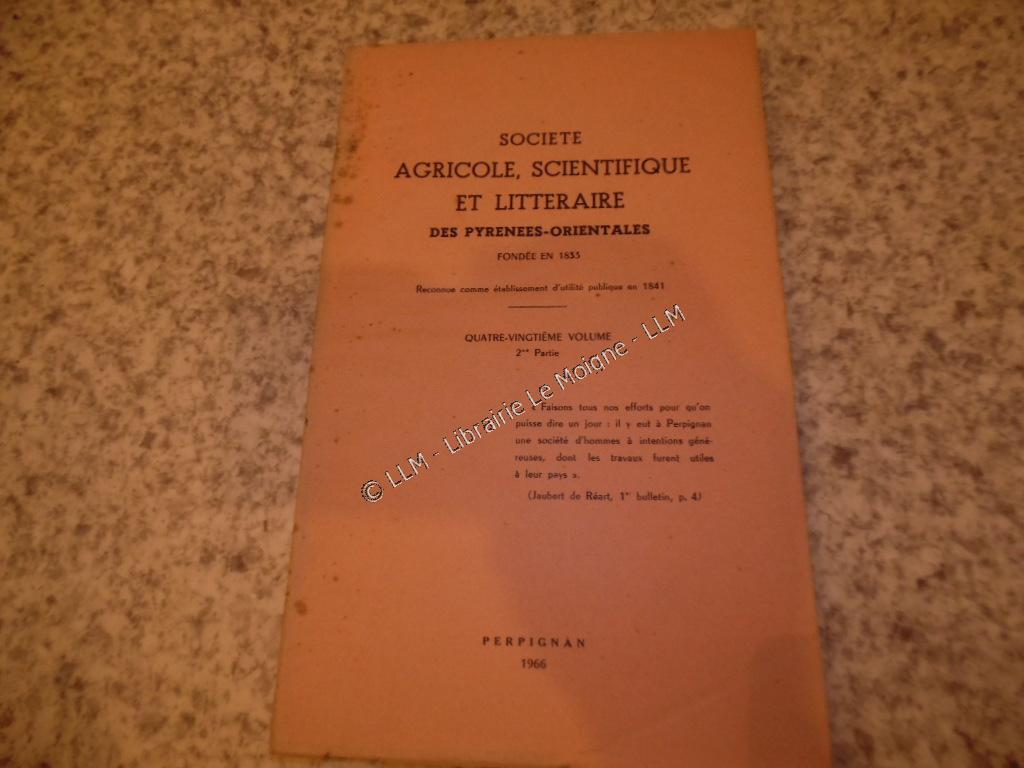 SOCIETE
AGRICOLE, SCIENTIFIQUE
ET LITTERAIRE
DES PYRENEES-ORIENTALES
FONDÉE EN 1833
Reconnue comme établissement d'utilité publique en 1841
QUATRE-VINGTIÈME VOLUME
2me Partie
« Faisons tous nos efforts pour qu'on
puisse dire un jour : il y eut à Perpignan
une société d'hommes à intentions géné-
reuses, dont les travaux furent utiles
à leur pays ».
(Jaubert de Réart, 1er bulletin, p. 4)
PERPIGNAN
1966
© LLM - Librairie Le Moigne - LLM